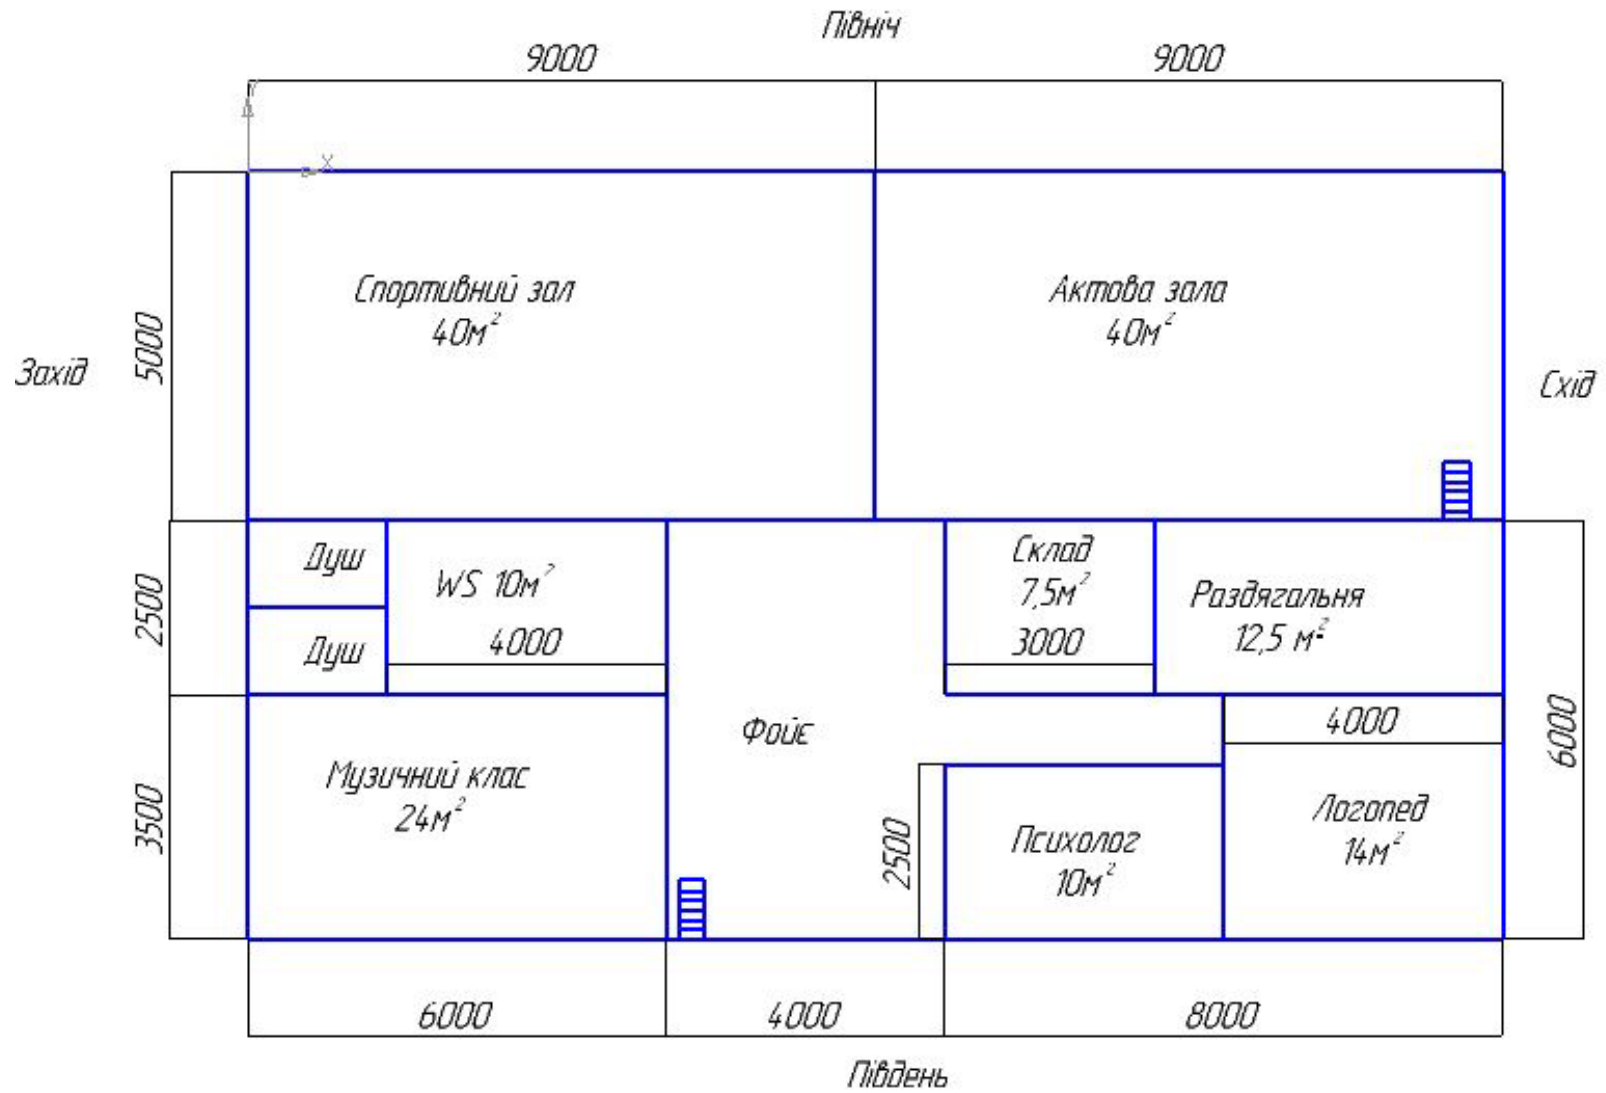 Північ
9000
9000
Y
X
Спортивний зал
40м²
Актова зала
40м²
5000
Захід
Схід
Душ
WS 10м²
4000
Душ
2500
Склад
7,5м²
3000
Раздягальня
12,5 м²
4000
6000
Фойє
Музичний клас
24м²
3500
2500
Психолог
10м²
Логопед
14м²
6000
4000
8000
Південь